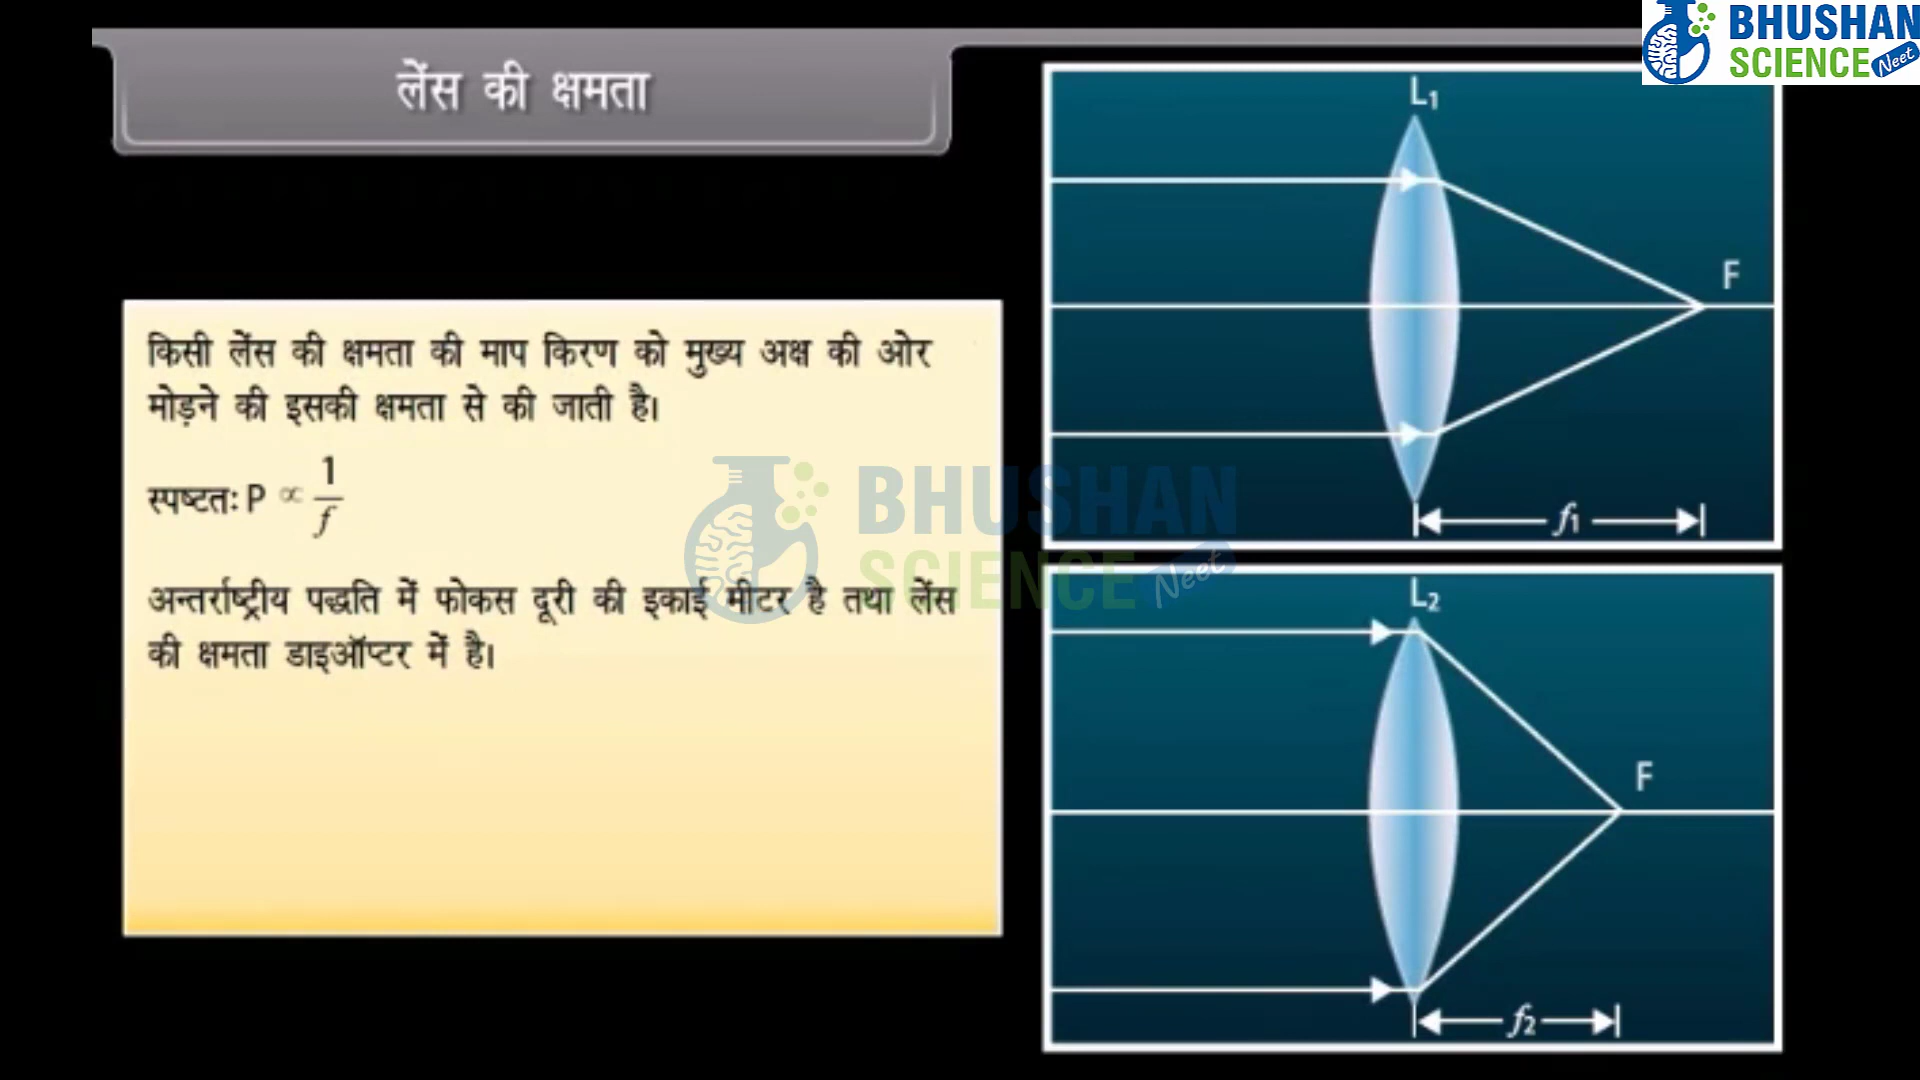 BHUSHAN
SCIENCE Neet
लेंस की क्षमता
किसी लेंस की क्षमता की माप किरण को मुख्य अक्ष की ओर
मोड़ने की इसकी क्षमता से की जाती है।
स्पष्टतः P ∝ 1/f
अन्तर्राष्ट्रीय पद्धति में फोकस दूरी की इकाई मीटर है तथा लेंस
की क्षमता डाइऑप्टर में है।
BHUSHAN
SCIENCE Neet
L₁
F
f₁
L₂
F
f₂